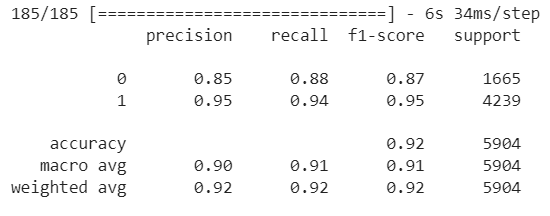 185/185 [==============================] - 6s 34ms/step
precision recall f1-score support
0 0.85 0.88 0.87 1665
1 0.95 0.94 0.95 4239
accuracy 0.92 5904
macro avg 0.90 0.91 0.91 5904
weighted avg 0.92 0.92 0.92 5904